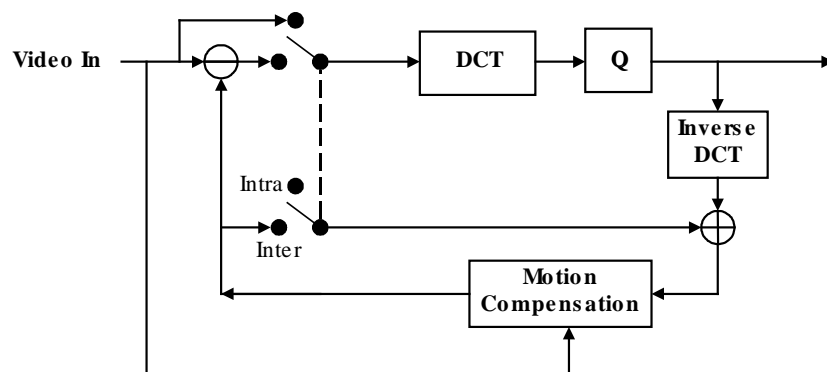 Video In
DCT
Q
Inverse
DCT
Intra
Inter
Motion
Compensation